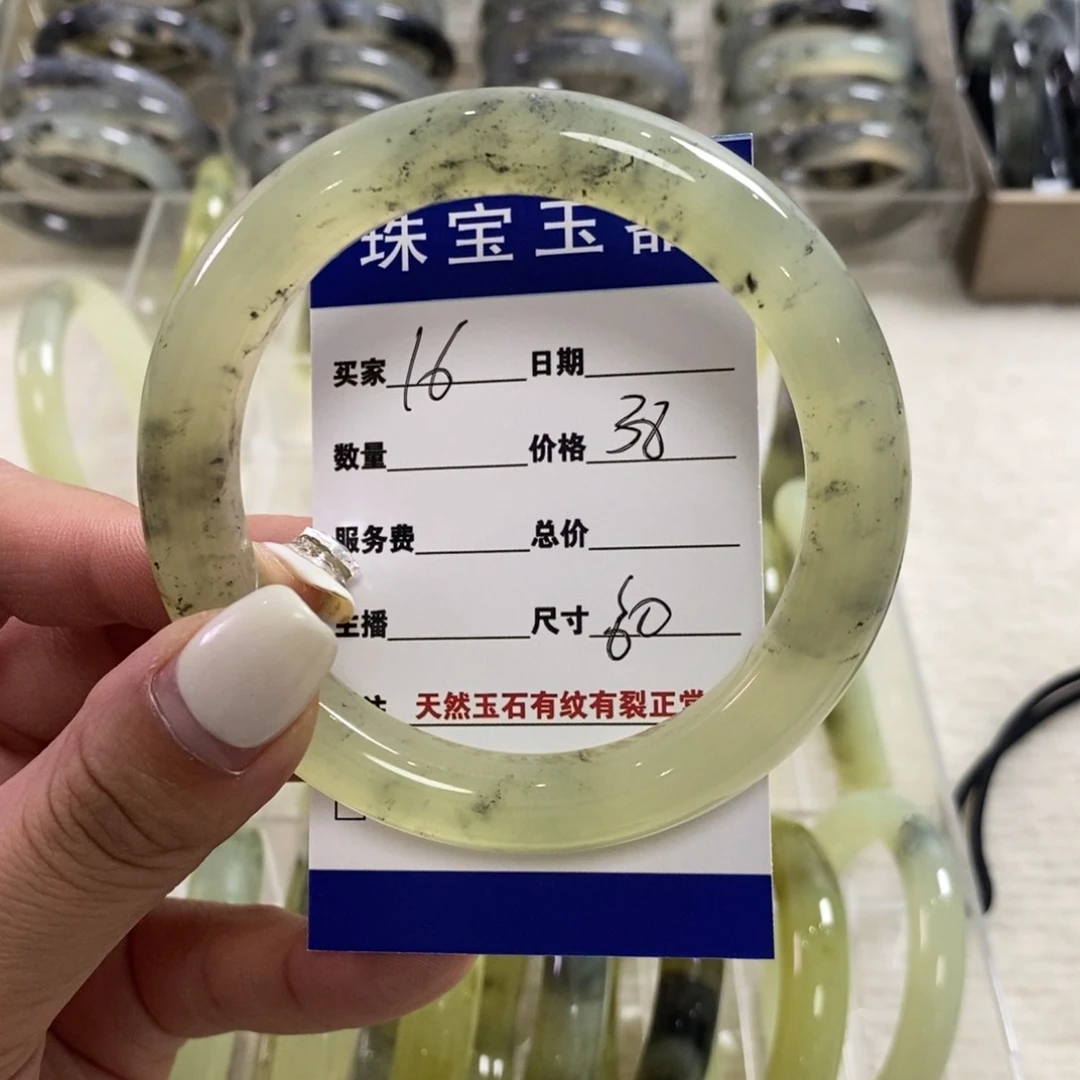 珠宝玉器
买家 16 日期
数量 价格 38
服务费 总价
主播 尺寸 60
天然玉石有纹有裂正常